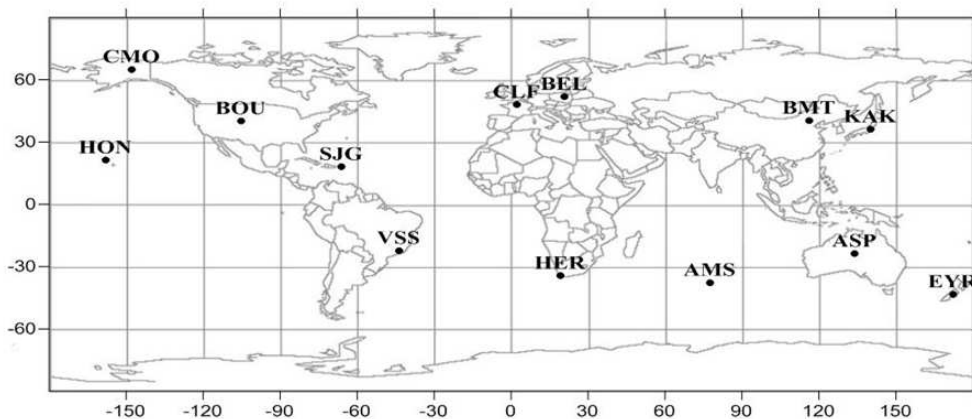 CMO
60
BOU
CLF
BEL
BMT
KAK
30
HON
SJG
0
VSS
HER
AMS
ASP
-30
EYR
-60
-150 -120 -90 -60 -30 0 30 60 90 120 150